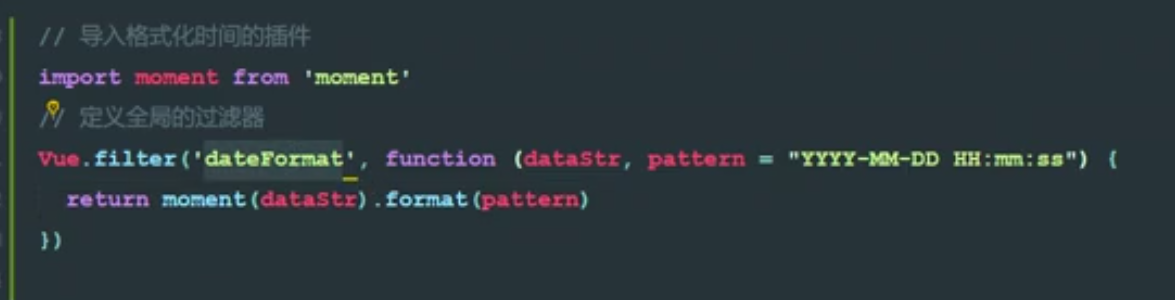 // 导入格式化时间的插件
import moment from 'moment'
// 定义全局的过滤器
Vue.filter('dateFormat', function (dataStr, pattern = "YYYY-MM-DD HH:mm:ss") {
  return moment(dataStr).format(pattern)
})